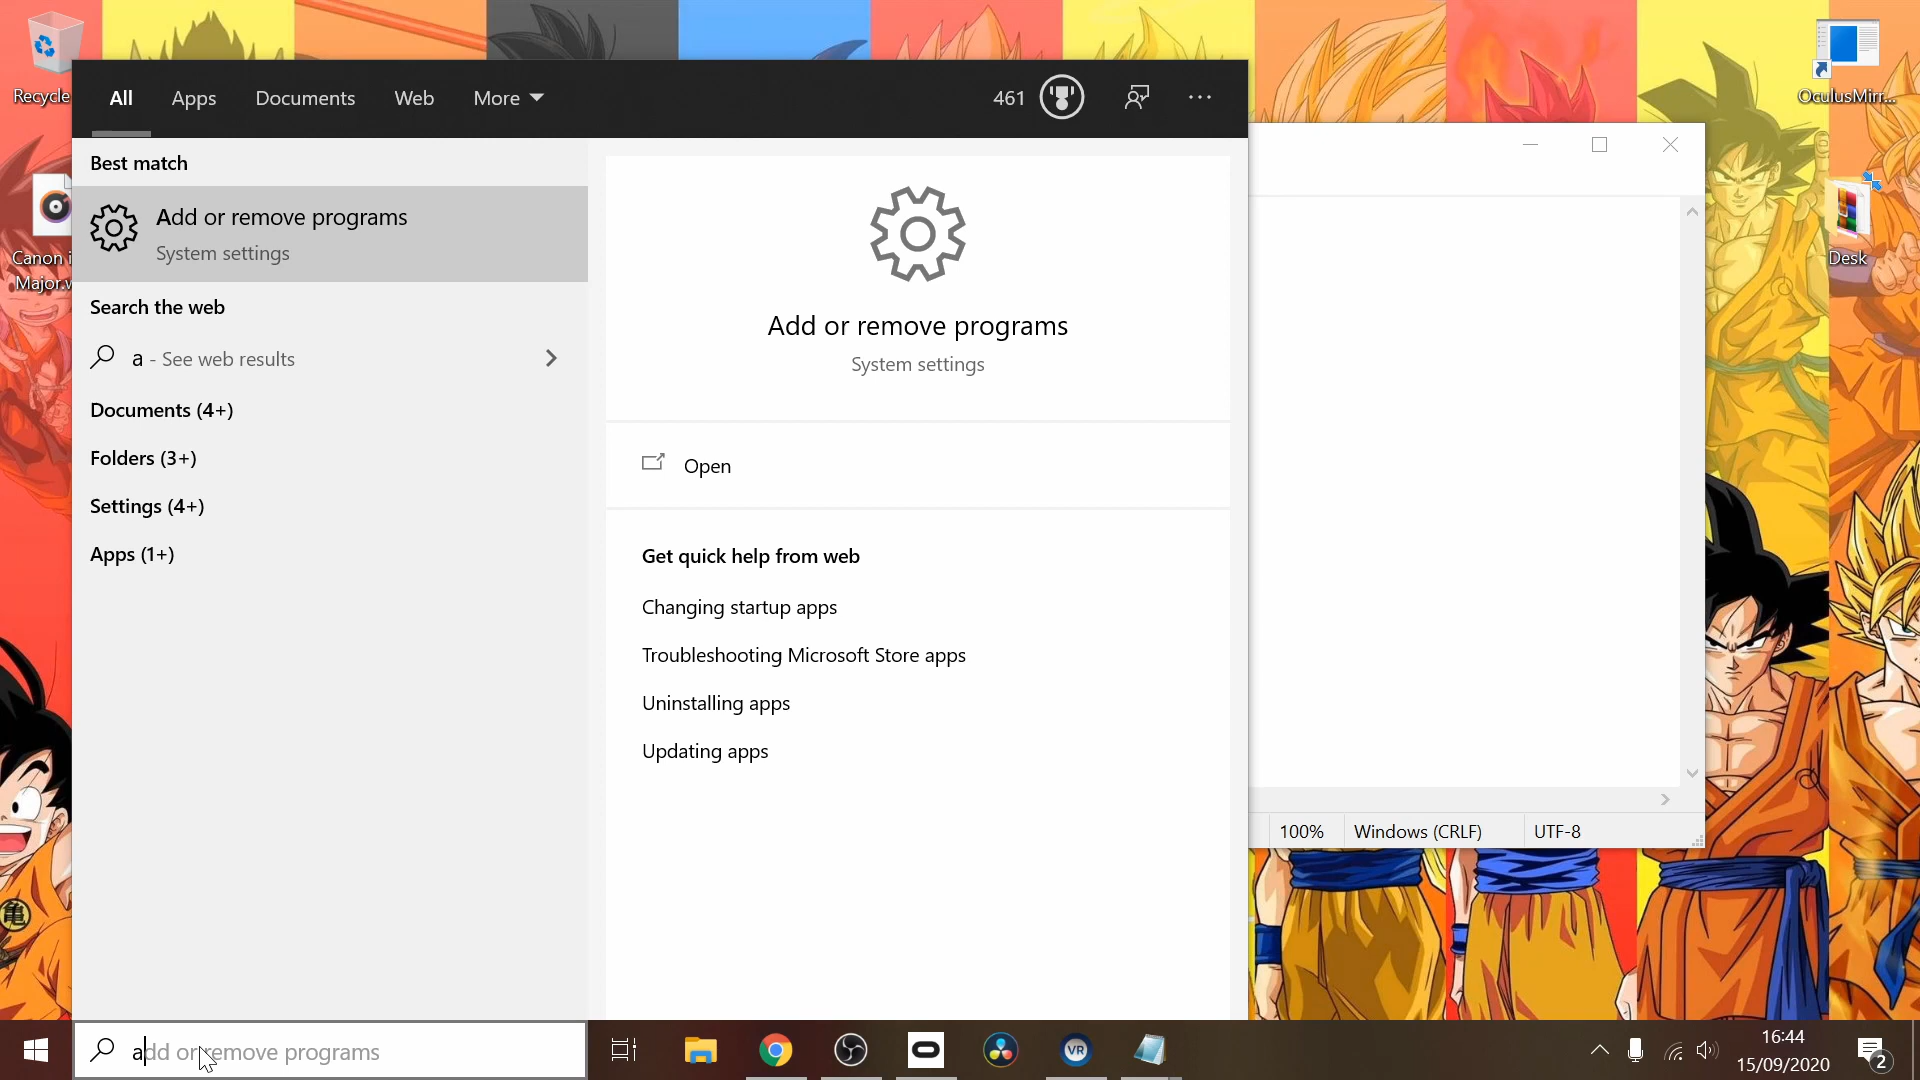 Recycle
All
Apps
Documents
Web
More
461
OculusMirr...
Best match
Add or remove programs
System settings
Search the web
a - See web results
Documents (4+)
Folders (3+)
Settings (4+)
Apps (1+)
Add or remove programs
System settings
Open
Get quick help from web
Changing startup apps
Troubleshooting Microsoft Store apps
Uninstalling apps
Updating apps
Canon i
Major.w
Desk
100%
Windows (CRLF)
UTF-8
亀
add or remove programs
VR
16:44
15/09/2020
2